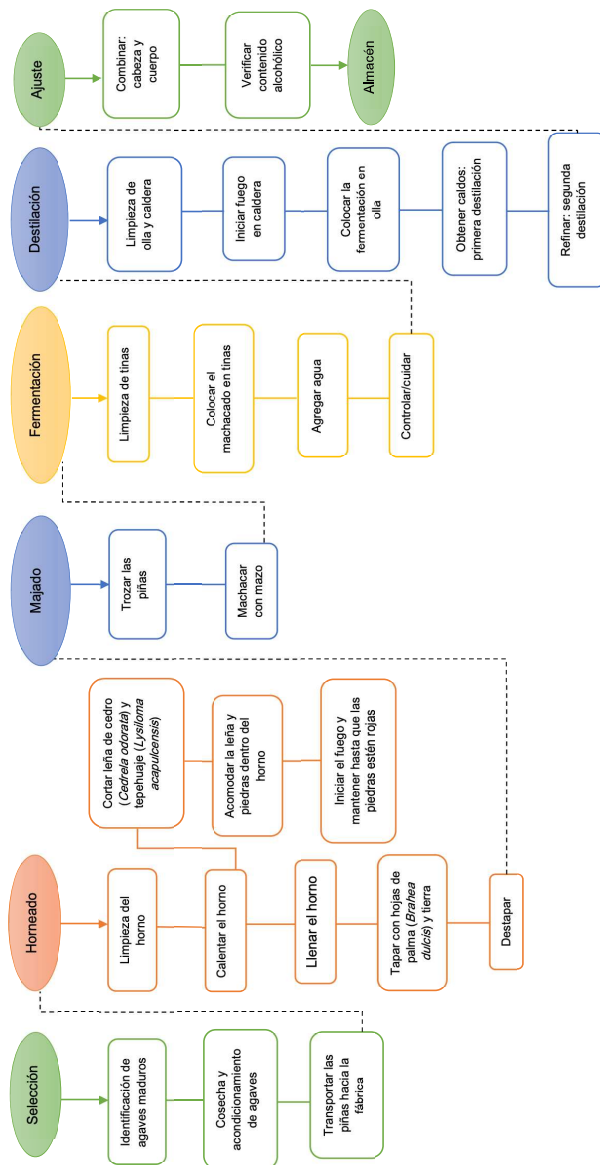 Selección
Identificación de
agaves maduros
Cosecha y
acondicionamiento
de agaves
Transportar las
piñas hacia la
fábrica
Horneado
Limpieza del
horno
Calentar el horno
Cortar leña de cedro
(Cedrela odorata) y
tepehuaje (Lysiloma
acapulcensis)
Acomodar la leña y
piedras dentro del
horno
Iniciar el fuego y
mantener hasta que las
piedras estén rojas
Llenar el horno
Tapar con hojas de
palma (Brahea
dulcis) y tierra
Destapar
Majado
Trozar las
piñas
Machacar
con mazo
Fermentación
Limpieza de tinas
Colocar el
machacado en tinas
Agregar agua
Controlar/cuidar
Destilación
Limpieza de
olla y caldera
Iniciar fuego
en caldera
Colocar la
fermentación en
olla
Obtener caldos:
primera destilación
Refinar: segunda
destilación
Ajuste
Combinar:
cabeza y
cuerpo
Verificar
contenido
alcohólico
Almacén